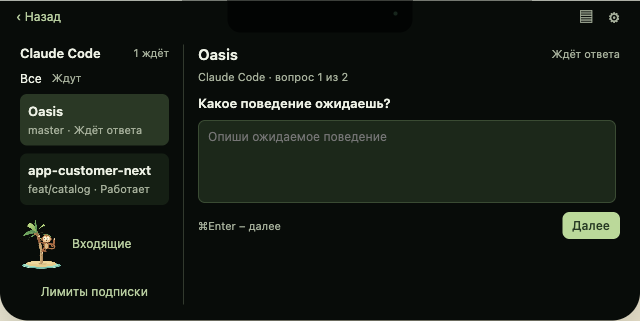 ‹ Назад
Claude Code
1 ждёт
Все
Ждут
Oasis
master · Ждёт ответа
app-customer-next
feat/catalog · Работает
Входящие
Лимиты подписки
Oasis
Ждёт ответа
Claude Code · вопрос 1 из 2
Какое поведение ожидаешь?
Опиши ожидаемое поведение
⌘Enter – далее
Далее